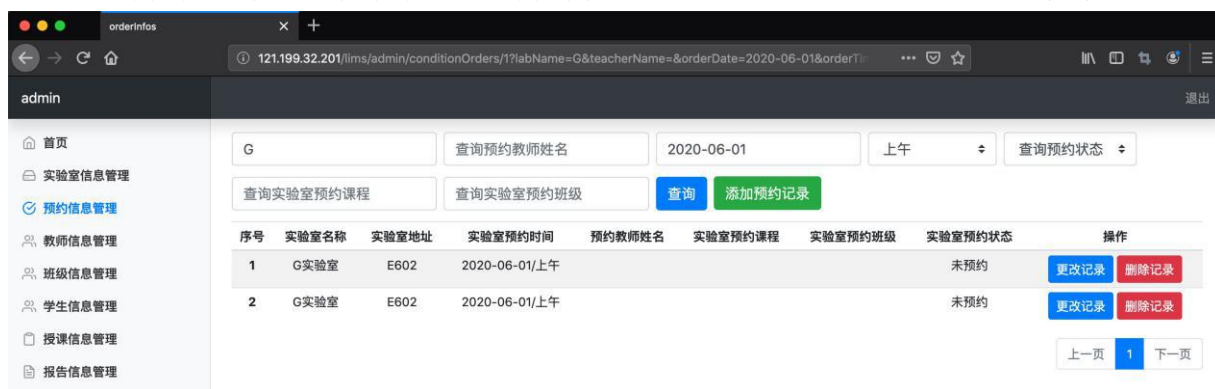 orderInfos
121.199.32.201/lims/admin/conditionOrders/1?labName=G&teacherName=&orderDate=2020-06-01&orderTim
admin 退出
首页
实验室信息管理
预约信息管理
教师信息管理
班级信息管理
学生信息管理
授课信息管理
报告信息管理
G 查询预约教师姓名 2020-06-01 上午 查询预约状态
查询实验室预约课程 查询实验室预约班级 查询 添加预约记录
序号 实验室名称 实验室地址 实验室预约时间 预约教师姓名 实验室预约课程 实验室预约班级 实验室预约状态 操作
1 G实验室 E602 2020-06-01/上午 未预约 更改记录 删除记录
2 G实验室 E602 2020-06-01/上午 未预约 更改记录 删除记录
上一页 1 下一页